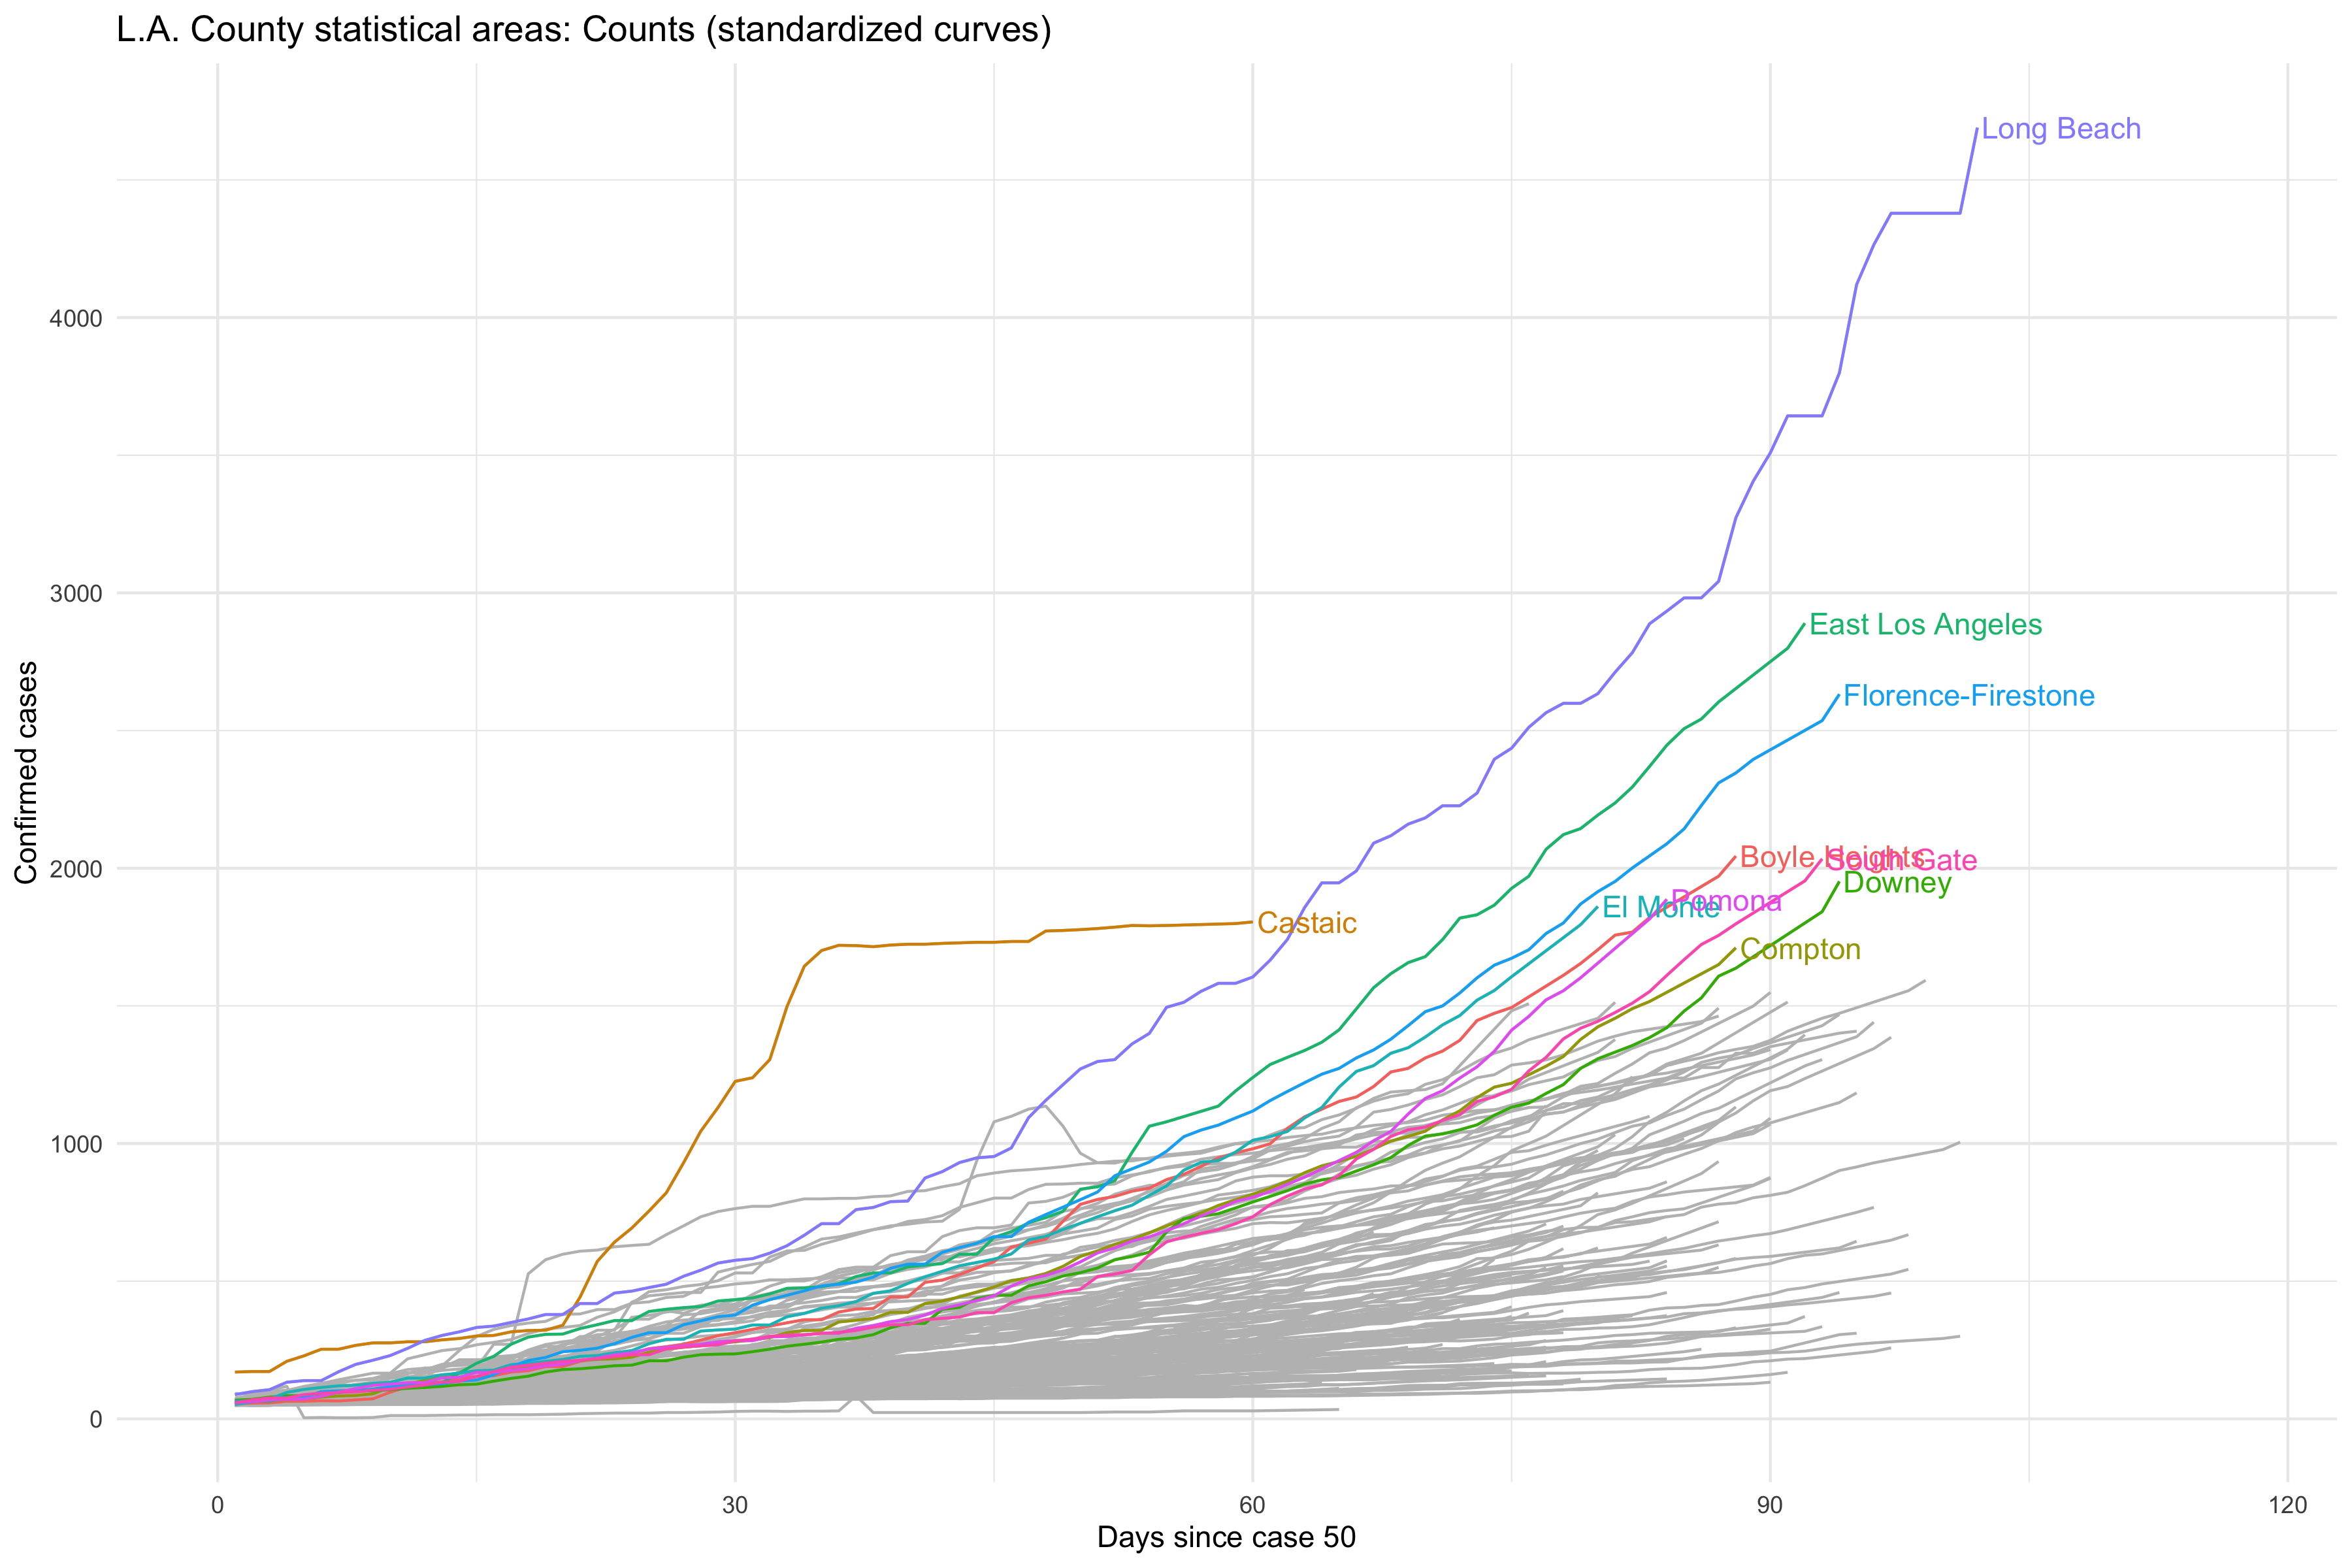 L.A. County statistical areas: Counts (standardized curves)
Long Beach
4000
3000
East Los Angeles
Florence-Firestone
Confirmed cases
2000
Boyle Heights
South Gate
Downey
Pomona
El Monte
Castaic
Compton
1000
0
0 30 60 90 120
Days since case 50